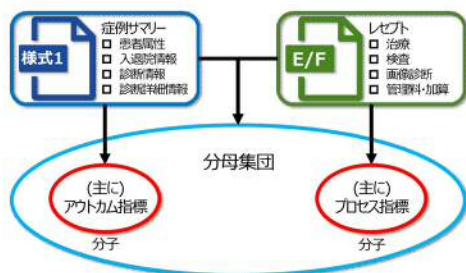 様式1
症例サマリー
□ 患者属性
□ 入退院情報
□ 診断情報
□ 診断詳細情報
E/F
レセプト
□ 治療
□ 検査
□ 画像診断
□ 管理料・加算
分母集団
(主に)
アウトカム指標
分子
(主に)
プロセス指標
分子